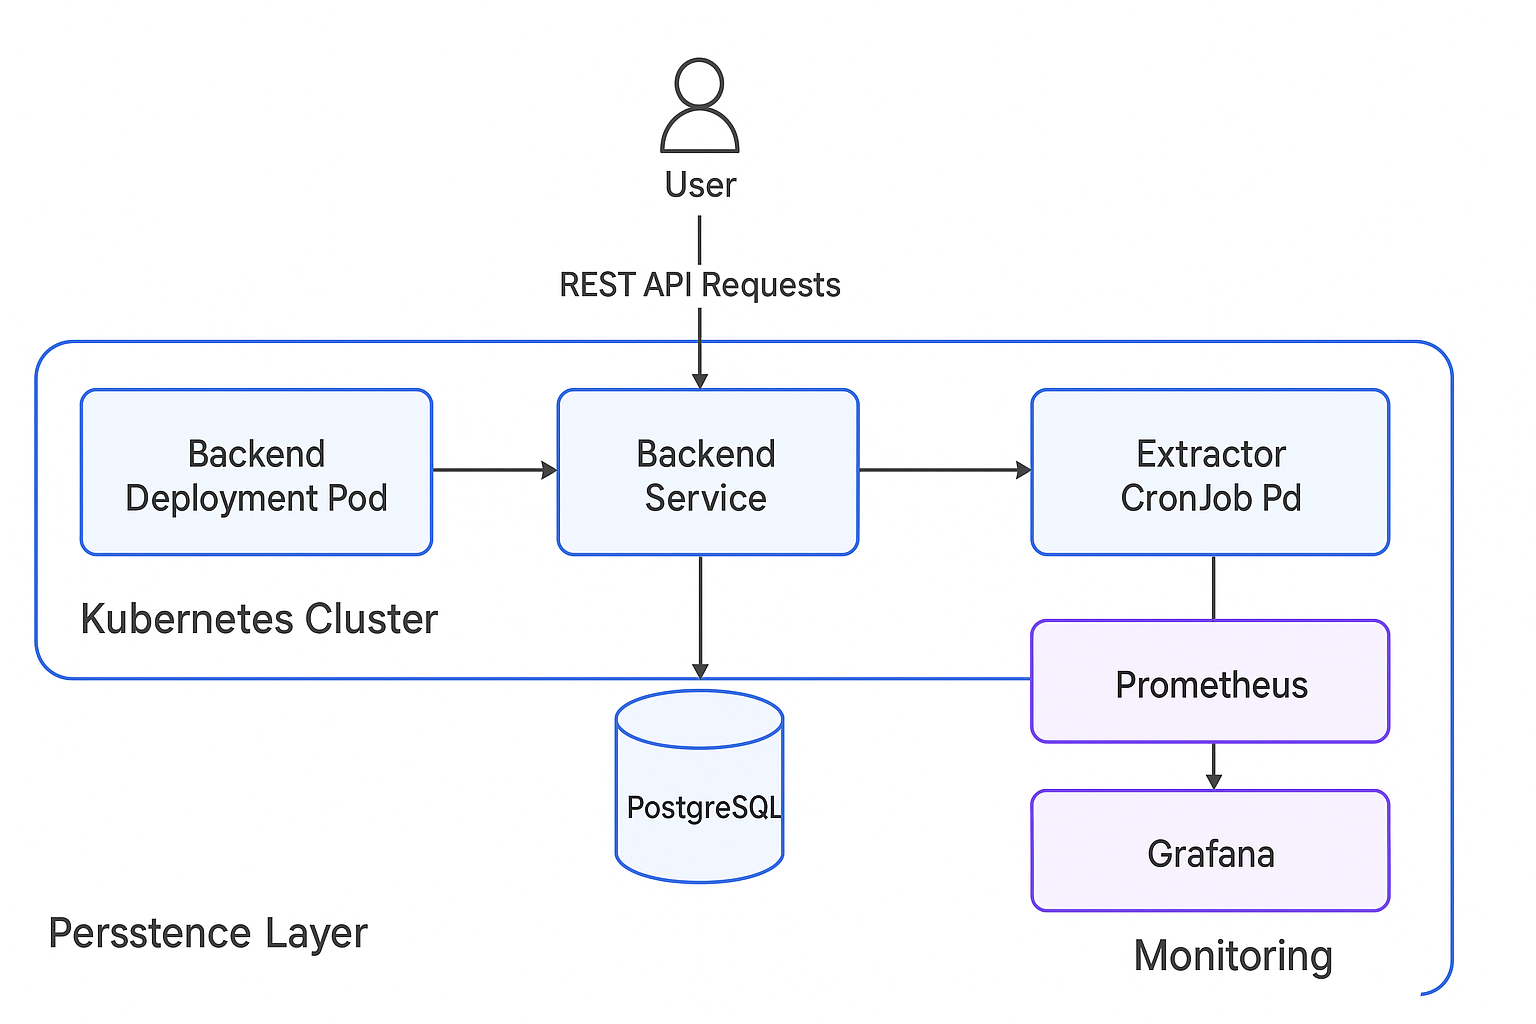 User
REST API Requests
Backend
Deployment Pod
Backend
Service
Extractor
CronJob Pd
Kubernetes Cluster
Prometheus
PostgreSQL
Grafana
Persstence Layer
Monitoring